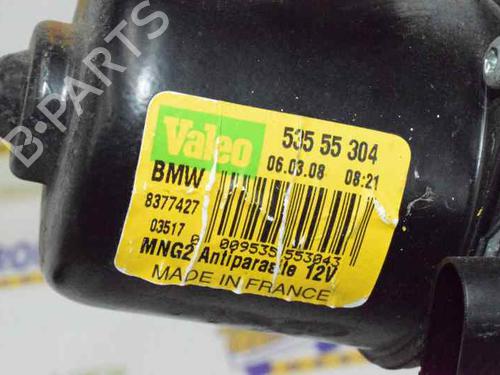 Valeo
535 55 304
06.03.08 08:21
BMW
8377427
03517
0 009535 553043
MNG2 Antiparasite 12V
MADE IN FRANCE
B-PARTS